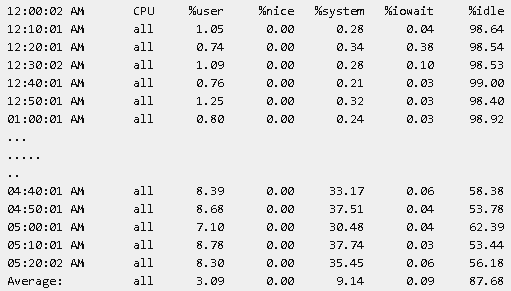 12:00:02 AM CPU %user %nice %system %iowait %idle
12:10:01 AM all 1.05 0.00 0.28 0.04 98.64
12:20:01 AM all 0.74 0.00 0.34 0.38 98.54
12:30:02 AM all 1.09 0.00 0.28 0.10 98.53
12:40:01 AM all 0.76 0.00 0.21 0.03 99.00
12:50:01 AM all 1.25 0.00 0.32 0.03 98.40
01:00:01 AM all 0.80 0.00 0.24 0.03 98.92
...
.....
..
04:40:01 AM all 8.39 0.00 33.17 0.06 58.38
04:50:01 AM all 8.68 0.00 37.51 0.04 53.78
05:00:01 AM all 7.10 0.00 30.48 0.04 62.39
05:10:01 AM all 8.78 0.00 37.74 0.03 53.44
05:20:02 AM all 8.30 0.00 35.45 0.06 56.18
Average: all 3.09 0.00 9.14 0.09 87.68